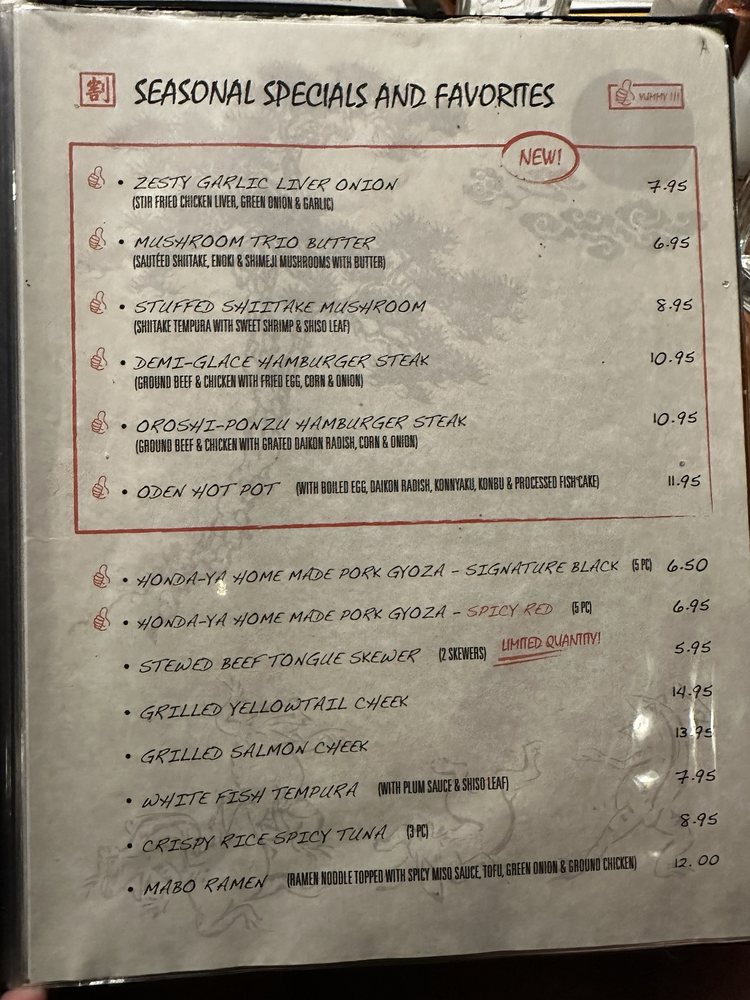 割 SEASONAL SPECIALS AND FAVORITES YUMMY !!!
NEW!
• ZESTY GARLIC LIVER ONION 7.95
(STIR FRIED CHICKEN LIVER, GREEN ONION & GARLIC)
• MUSHROOM TRIO BUTTER 6.95
(SAUTÉED SHIITAKE, ENOKI & SHIMEJI MUSHROOMS WITH BUTTER)
• STUFFED SHIITAKE MUSHROOM 8.95
(SHIITAKE TEMPURA WITH SWEET SHRIMP & SHISO LEAF)
• DEMI-GLACE HAMBURGER STEAK 10.95
(GROUND BEEF & CHICKEN WITH FRIED EGG, CORN & ONION)
• OROSHI-PONZU HAMBURGER STEAK 10.95
(GROUND BEEF & CHICKEN WITH GRATED DAIKON RADISH, CORN & ONION)
• ODEN HOT POT (WITH BOILED EGG, DAIKON RADISH, KONNYAKU, KONBU & PROCESSED FISH CAKE) 11.95
• HONDA-YA HOME MADE PORK GYOZA - SIGNATURE BLACK (5 PC) 6.50
• HONDA-YA HOME MADE PORK GYOZA - SPICY RED (5 PC) 6.95
• STEWED BEEF TONGUE SKEWER (2 SKEWERS) LIMITED QUANTITY! 5.95
• GRILLED YELLOWTAIL CHEEK 14.95
• GRILLED SALMON CHEEK 13.95
• WHITE FISH TEMPURA (WITH PLUM SAUCE & SHISO LEAF) 7.95
• CRISPY RICE SPICY TUNA (3 PC) 8.95
• MABO RAMEN (RAMEN NOODLE TOPPED WITH SPICY MISO SAUCE, TOFU, GREEN ONION & GROUND CHICKEN) 12.00